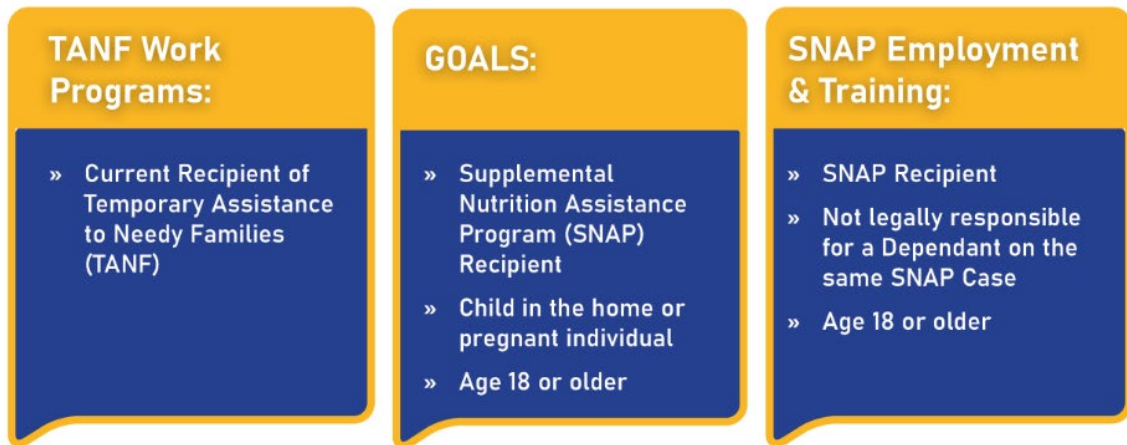 TANF Work
Programs:
» Current Recipient of
Temporary Assistance
to Needy Families
(TANF)
GOALS:
» Supplemental
Nutrition Assistance
Program (SNAP)
Recipient
» Child in the home or
pregnant individual
» Age 18 or older
SNAP Employment
& Training:
» SNAP Recipient
» Not legally responsible
for a Dependant on the
same SNAP Case
» Age 18 or older